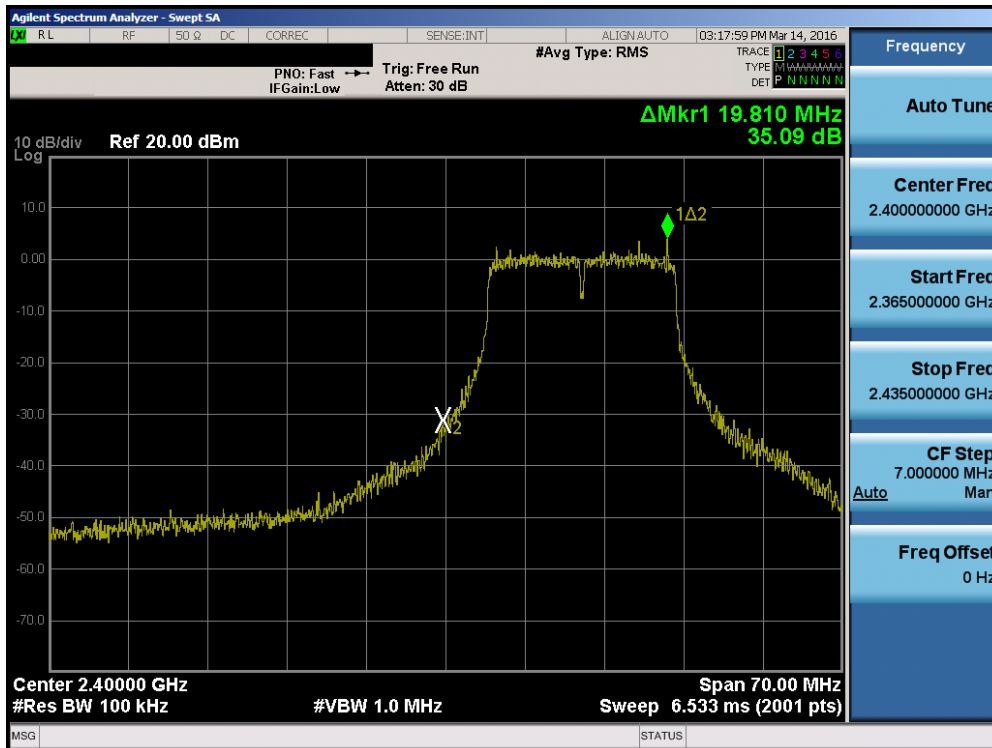 Agilent Spectrum Analyzer - Swept SA
LXI RL RF 50 Ω DC CORREC SENSE:INT ALIGN AUTO 03:17:59 PM Mar 14, 2016
#Avg Type: RMS
TRACE 1 2 3 4 5 6
TYPE M W W W W W
DET P N N N N N
PNO: Fast Trig: Free Run
IFGain:Low Atten: 30 dB
ΔMkr1 19.810 MHz
35.09 dB
10 dB/div Ref 20.00 dBm
Log
10.0
0.00
-10.0
-20.0
-30.0
-40.0
-50.0
-60.0
-70.0
1Δ2
X2
Center 2.40000 GHz Span 70.00 MHz
#Res BW 100 kHz #VBW 1.0 MHz Sweep 6.533 ms (2001 pts)
MSG STATUS
Frequency
Auto Tune
Center Freq
2.400000000 GHz
Start Freq
2.365000000 GHz
Stop Freq
2.435000000 GHz
CF Step
7.000000 MHz
Auto Man
Freq Offset
0 Hz